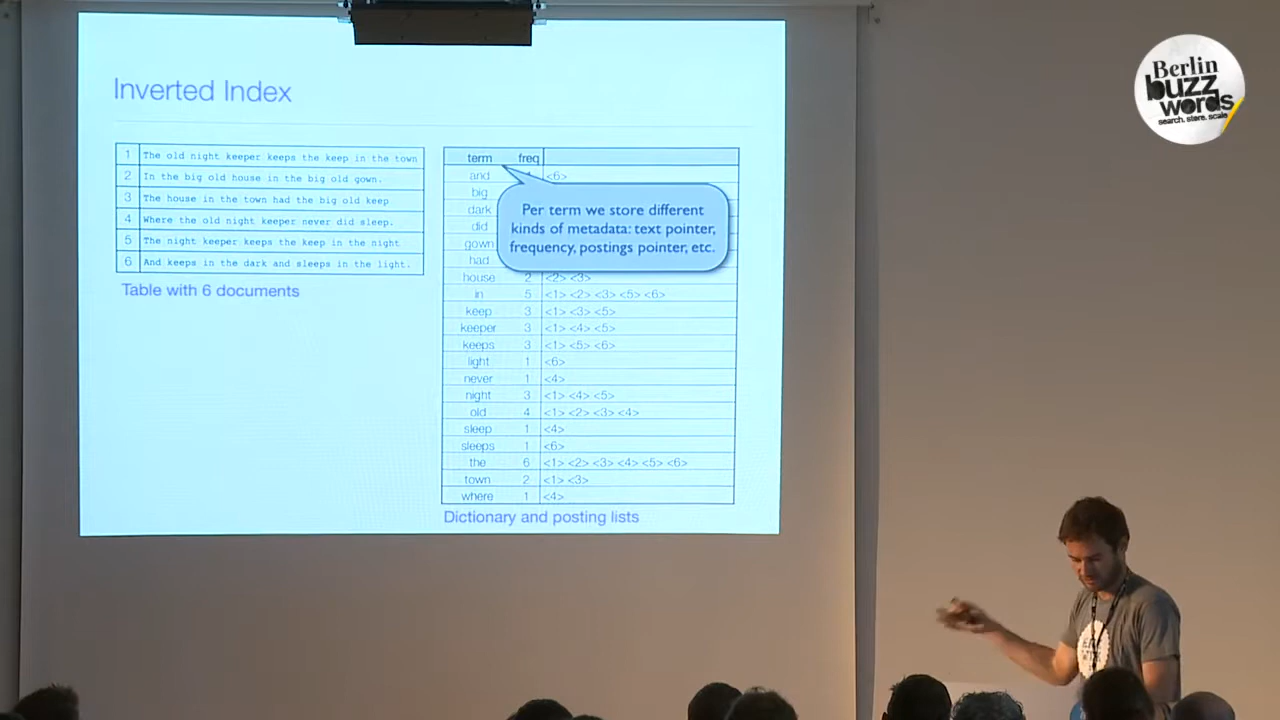 Inverted Index
1 The old night keeper keeps the keep in the town
2 In the big old house in the big old gown.
3 The house in the town had the big old keep
4 Where the old night keeper never did sleep.
5 The night keeper keeps the keep in the night
6 And keeps in the dark and sleeps in the light.
Table with 6 documents
term freq
and <6>
big
dark
did
gown
had
Per term we store different
kinds of metadata: text pointer,
frequency, postings pointer, etc.
house 2 <2> <3>
in 5 <1> <2> <3> <5> <6>
keep 3 <1> <3> <5>
keeper 3 <1> <4> <5>
keeps 3 <1> <5> <6>
light 1 <6>
never 1 <4>
night 3 <1> <4> <5>
old 4 <1> <2> <3> <4>
sleep 1 <4>
sleeps 1 <6>
the 6 <1> <2> <3> <4> <5> <6>
town 2 <1> <3>
where 1 <4>
Dictionary and posting lists
Berlin
buzz
words
search. store. scale.